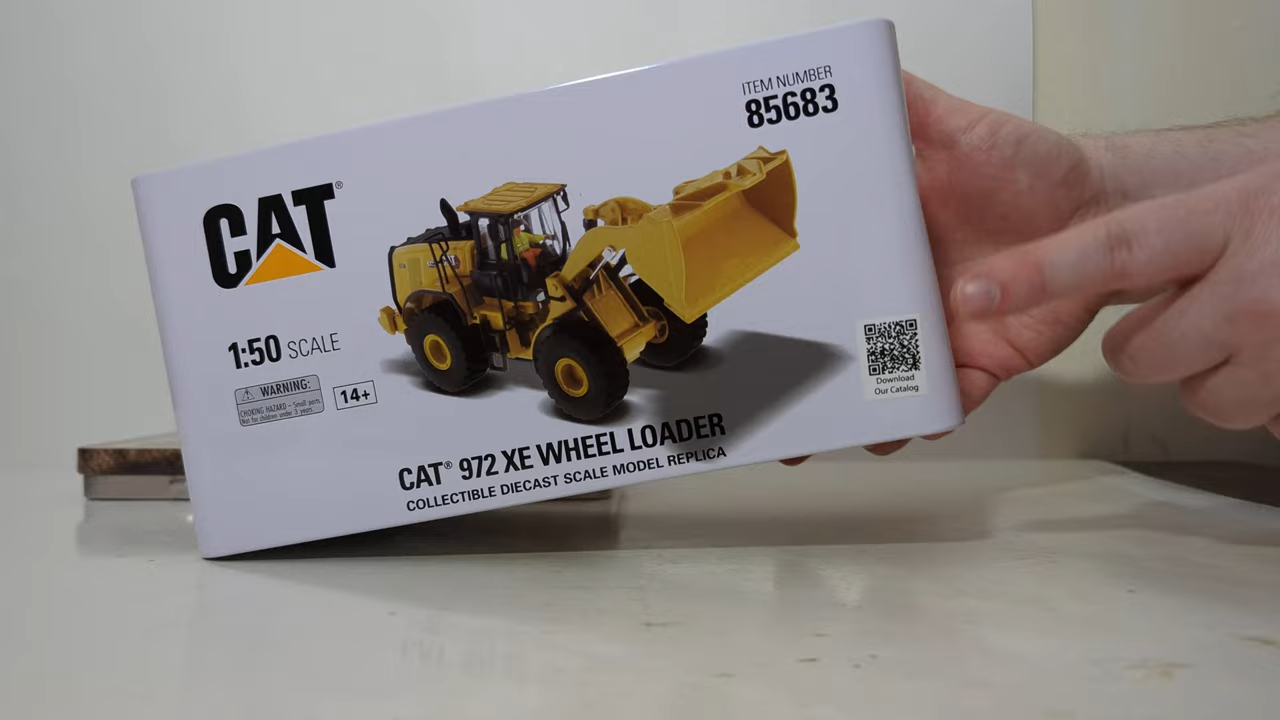 ITEM NUMBER
85683
CAT®
1:50 SCALE
WARNING:
CHOKING HAZARD – Small parts
Not for children under 3 years
14+
Download
Our Catalog
CAT® 972 XE WHEEL LOADER
COLLECTIBLE DIECAST SCALE MODEL REPLICA